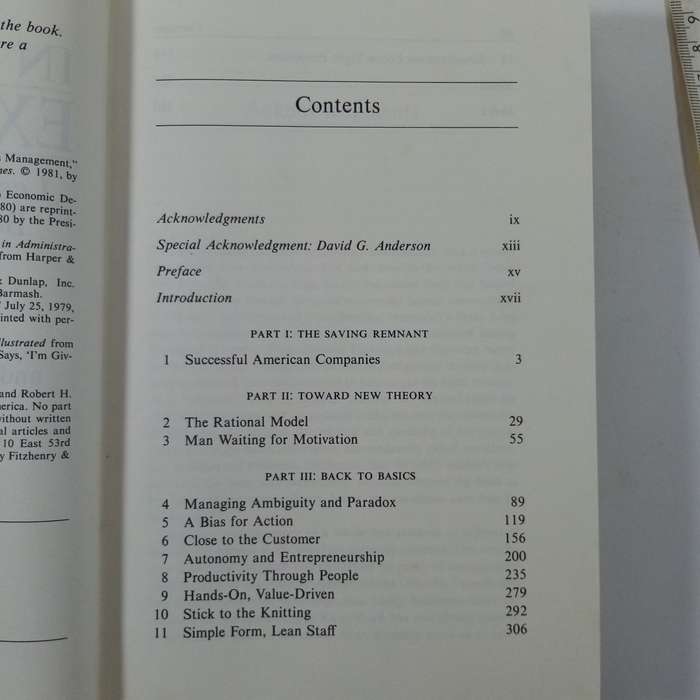 the book.
re a
Management,"
nes. © 1981, by
Economic De-
80) are reprint-
80 by the Presi-
in Administra-
from Harper &
Dunlap, Inc.
Barmash.
July 25, 1979,
inted with per-
llustrated from
Says, 'I'm Giv-
and Robert H.
erica. No part
without written
al articles and
10 East 53rd
y Fitzhenry &
Contents
Acknowledgments ix
Special Acknowledgment: David G. Anderson xiii
Preface xv
Introduction xvii
PART I: THE SAVING REMNANT
1 Successful American Companies 3
PART II: TOWARD NEW THEORY
2 The Rational Model 29
3 Man Waiting for Motivation 55
PART III: BACK TO BASICS
4 Managing Ambiguity and Paradox 89
5 A Bias for Action 119
6 Close to the Customer 156
7 Autonomy and Entrepreneurship 200
8 Productivity Through People 235
9 Hands-On, Value-Driven 279
10 Stick to the Knitting 292
11 Simple Form, Lean Staff 306